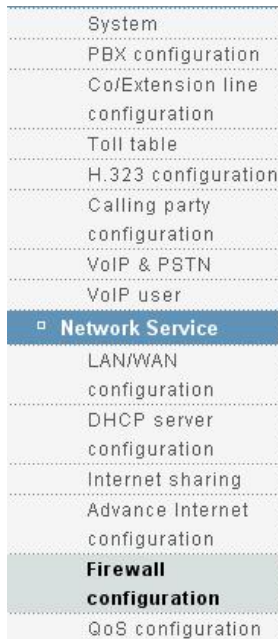 System
PBX configuration
Co/Extension line
configuration
Toll table
H.323 configuration
Calling party
configuration
VoIP & PSTN
VoIP user
Network Service
LAN/WAN
configuration
DHCP server
configuration
Internet sharing
Advance Internet
configuration
Firewall
configuration
QoS configuration